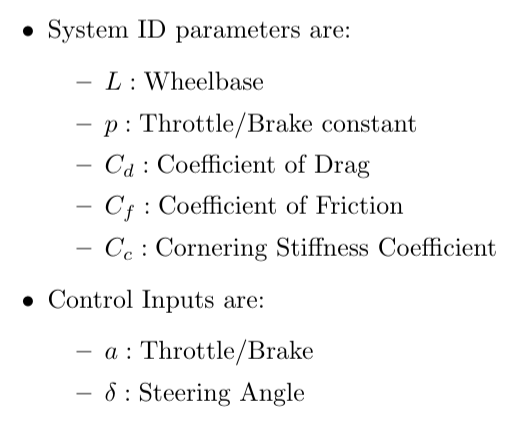 • System ID parameters are:
– L : Wheelbase
– p : Throttle/Brake constant
– C_d : Coefficient of Drag
– C_f : Coefficient of Friction
– C_c : Cornering Stiffness Coefficient
• Control Inputs are:
– a : Throttle/Brake
– δ : Steering Angle